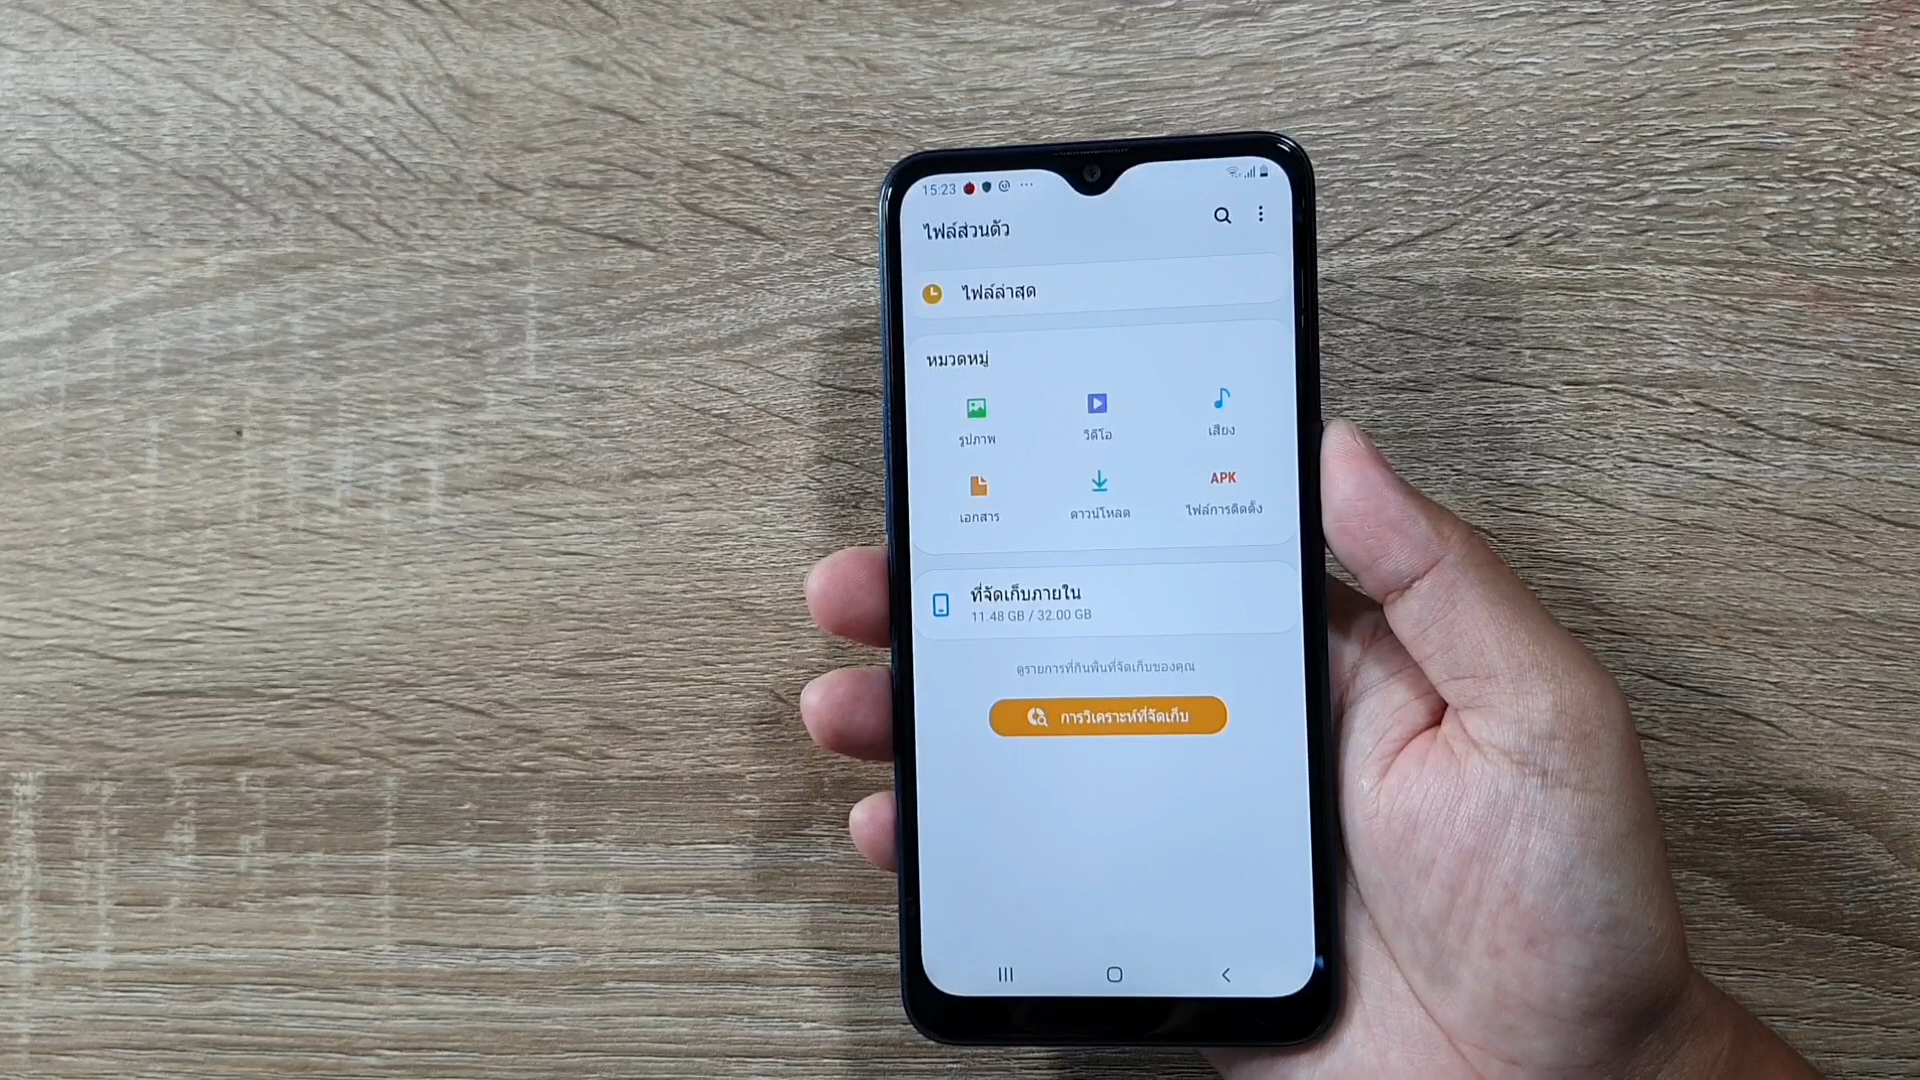 15:23
ไฟล์ส่วนตัว
ไฟล์ล่าสุด
หมวดหมู่
รูปภาพ
วิดีโอ
เสียง
เอกสาร
ดาวน์โหลด
APK
ไฟล์การติดตั้ง
ที่จัดเก็บภายใน
11.48 GB / 32.00 GB
ดูรายการที่กินพื้นที่จัดเก็บของคุณ
การวิเคราะห์ที่จัดเก็บ